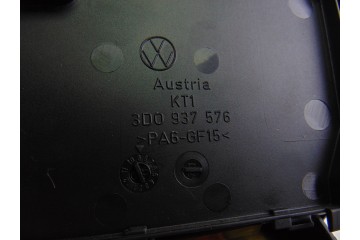 Austria
KT1
3D0 937 576
>PA6-GF15<